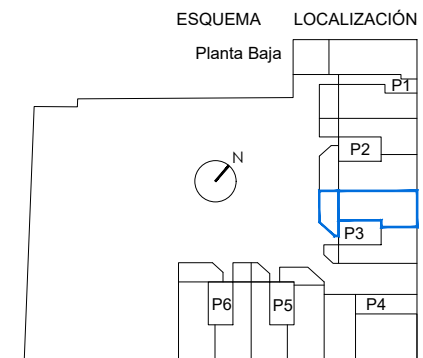 ESQUEMA LOCALIZACIÓN
Planta Baja
P1
P2
N
P3
P6 P5 P4